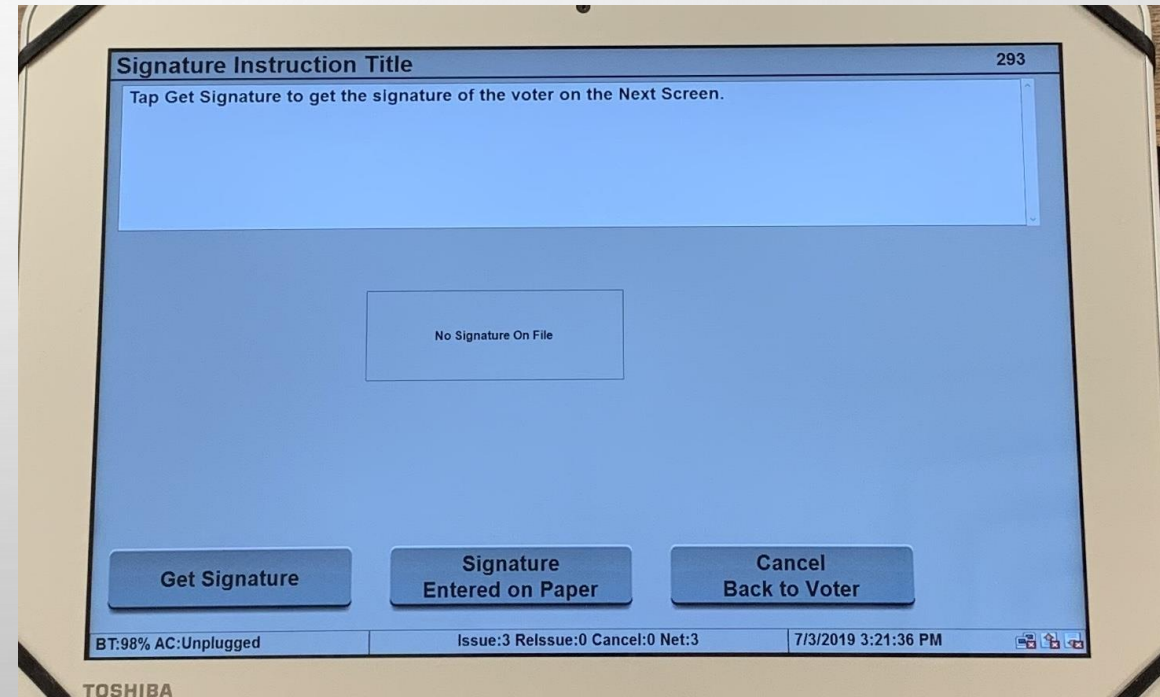 Signature Instruction Title 293
Tap Get Signature to get the signature of the voter on the Next Screen.
No Signature On File
Get Signature
Signature
Entered on Paper
Cancel
Back to Voter
BT:98% AC:Unplugged Issue:3 ReIssue:0 Cancel:0 Net:3 7/3/2019 3:21:36 PM
TOSHIBA